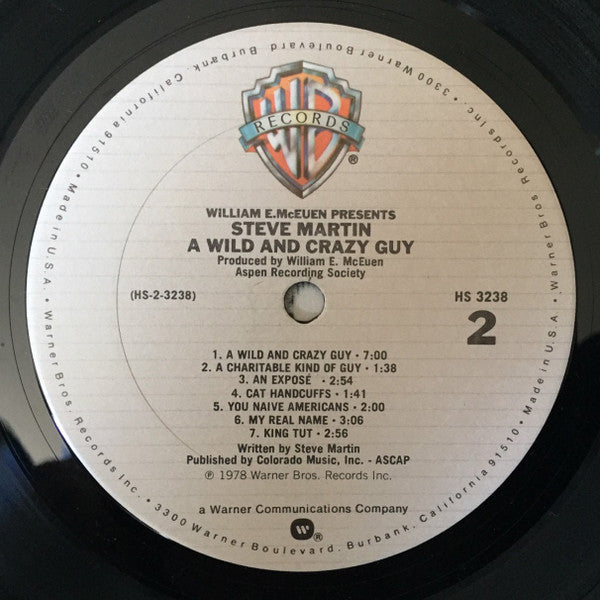 WB
RECORDS
®
WILLIAM E. McEUEN PRESENTS
STEVE MARTIN
A WILD AND CRAZY GUY
Produced by William E. McEuen
Aspen Recording Society
(HS-2-3238)
HS 3238
2
1. A WILD AND CRAZY GUY • 7:00
2. A CHARITABLE KIND OF GUY • 1:38
3. AN EXPOSÉ • 2:54
4. CAT HANDCUFFS • 1:41
5. YOU NAIVE AMERICANS • 2:00
6. MY REAL NAME • 3:06
7. KING TUT • 2:56
Written by Steve Martin
Published by Colorado Music, Inc. - ASCAP
℗ 1978 Warner Bros. Records Inc.
a Warner Communications Company
W ®
Warner Bros. Records Inc. • 3300 Warner Boulevard, Burbank, California 91510 • Made in U.S.A. •
Warner Bros. Records Inc. • 3300 Warner Boulevard, Burbank, California 91510 • Made in U.S.A. •